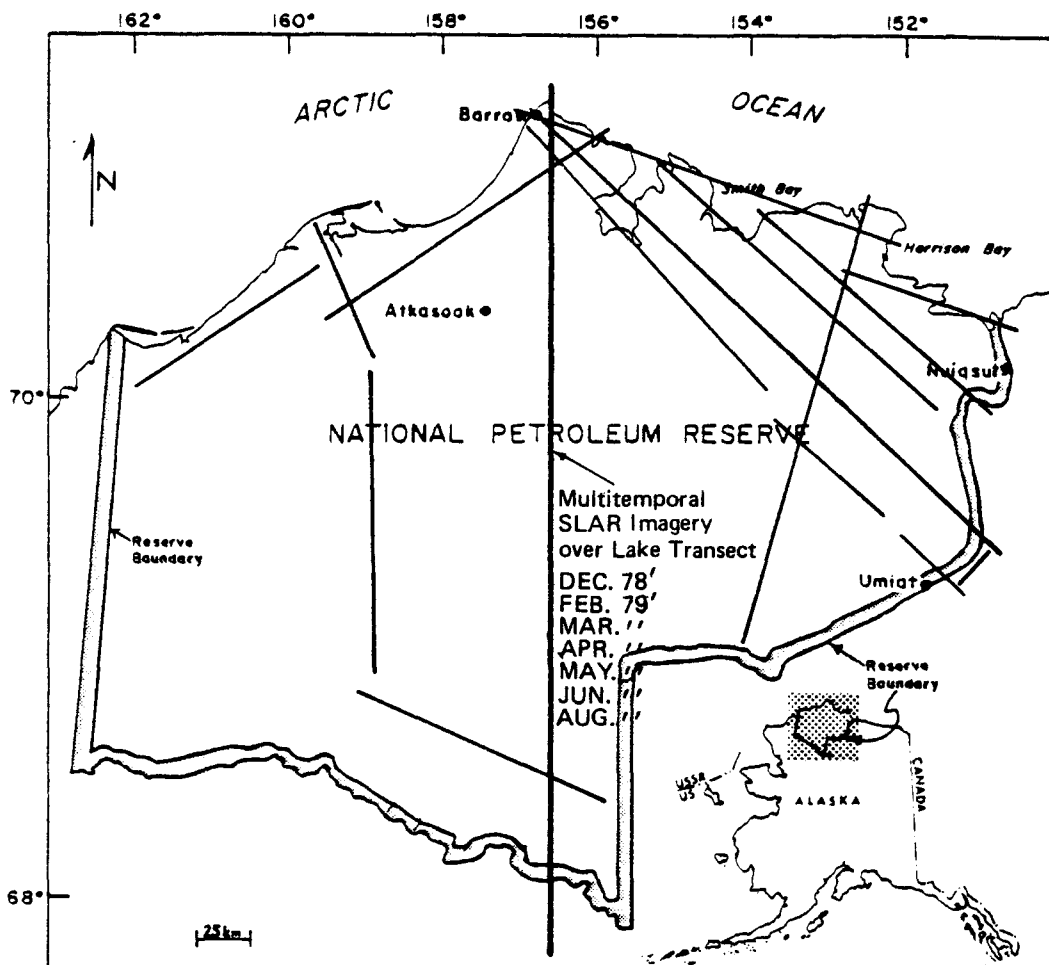 162° 160° 158° 156° 154° 152°
ARCTIC OCEAN
Barrow
N
Smith Bay
Harrison Bay
Atkasook
Nuiqsut
70°
NATIONAL PETROLEUM RESERVE
Multitemporal
SLAR Imagery
over Lake Transect
Reserve
Boundary
DEC. 78'
FEB. 79'
MAR. ''
APR. ''
MAY. ''
JUN. ''
AUG. ''
Umiat
Reserve
Boundary
USSR
US
ALASKA
CANADA
68°
25km